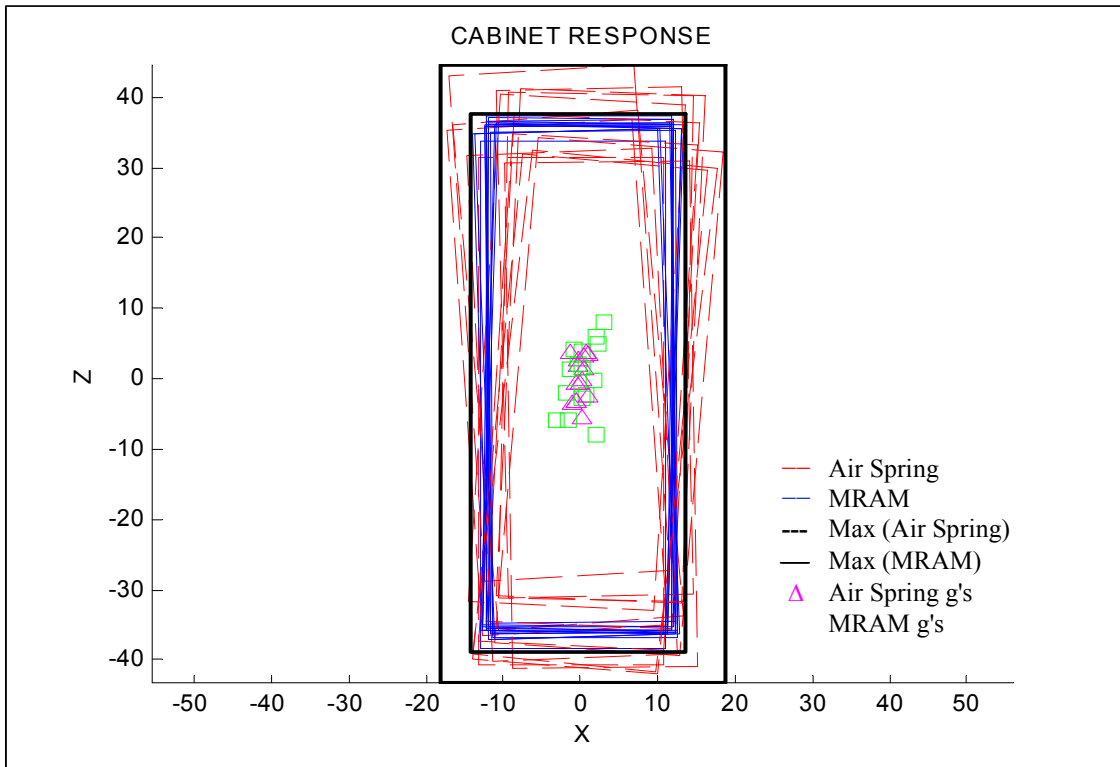 CABINET RESPONSE
40
30
20
10
0
-10
-20
-30
-40
Z
-50
-40
-30
-20
-10
0
10
20
30
40
50
X
Air Spring
MRAM
Max (Air Spring)
Max (MRAM)
Δ Air Spring g's
MRAM g's